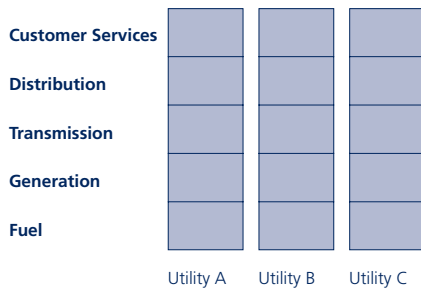 Customer Services
Distribution
Transmission
Generation
Fuel
Utility A Utility B Utility C